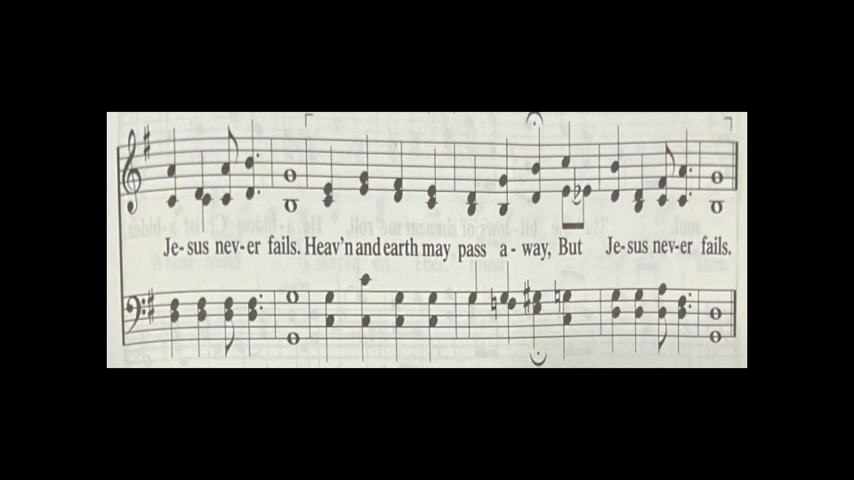 Je-sus nev-er fails. Heav'n and earth may pass a - way, But Je-sus nev-er fails.